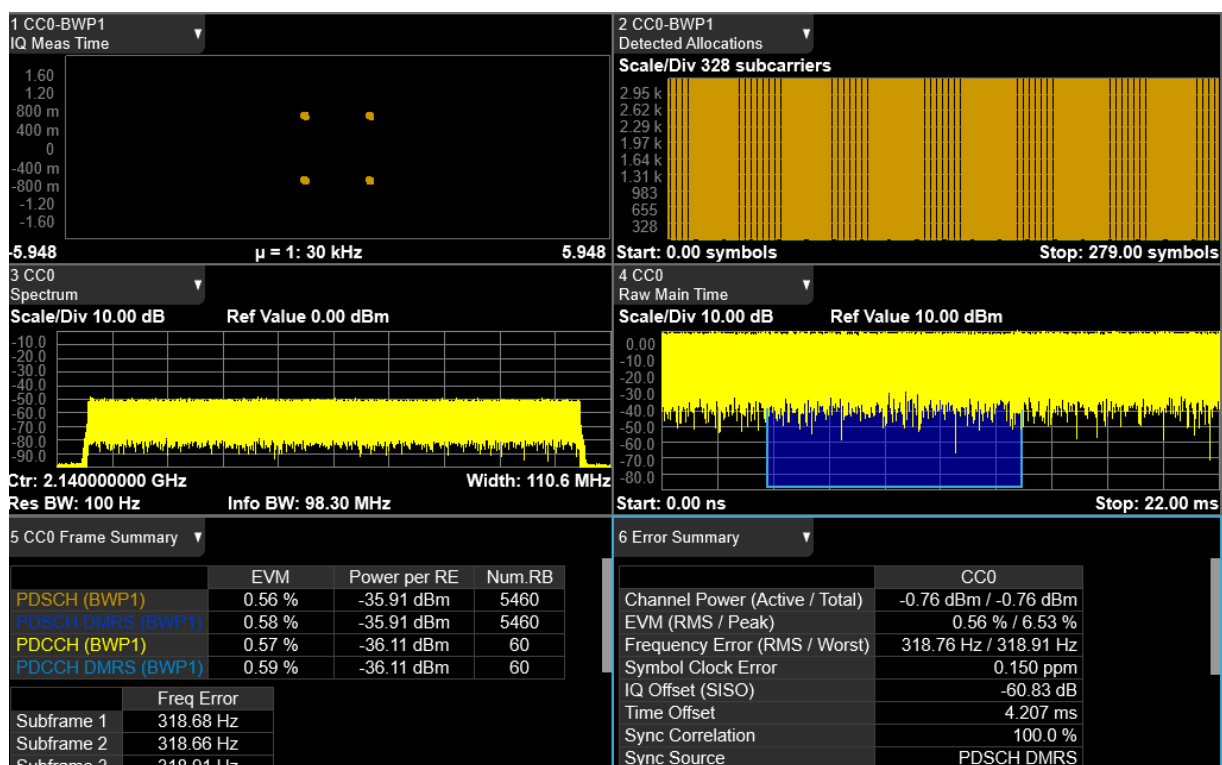 1 CC0-BWP1
IQ Meas Time
1.60
1.20
800 m
400 m
0
-400 m
-800 m
-1.20
-1.60
-5.948 µ = 1: 30 kHz 5.948
2 CC0-BWP1
Detected Allocations
Scale/Div 328 subcarriers
2.95 k
2.62 k
2.29 k
1.97 k
1.64 k
1.31 k
983
655
328
Start: 0.00 symbols Stop: 279.00 symbols
3 CC0
Spectrum
Scale/Div 10.00 dB Ref Value 0.00 dBm
-10.0
-20.0
-30.0
-40.0
-50.0
-60.0
-70.0
-80.0
-90.0
Ctr: 2.140000000 GHz Width: 110.6 MHz
Res BW: 100 Hz Info BW: 98.30 MHz
4 CC0
Raw Main Time
Scale/Div 10.00 dB Ref Value 10.00 dBm
0.00
-10.0
-20.0
-30.0
-40.0
-50.0
-60.0
-70.0
-80.0
Start: 0.00 ns Stop: 22.00 ms
5 CC0 Frame Summary
EVM Power per RE Num.RB
PDSCH (BWP1) 0.56 % -35.91 dBm 5460
PDSCH DMRS (BWP1) 0.58 % -35.91 dBm 5460
PDCCH (BWP1) 0.57 % -36.11 dBm 60
PDCCH DMRS (BWP1) 0.59 % -36.11 dBm 60
Freq Error
Subframe 1 318.68 Hz
Subframe 2 318.66 Hz
Subframe 3 318.91 Hz
6 Error Summary
CC0
Channel Power (Active / Total) -0.76 dBm / -0.76 dBm
EVM (RMS / Peak) 0.56 % / 6.53 %
Frequency Error (RMS / Worst) 318.76 Hz / 318.91 Hz
Symbol Clock Error 0.150 ppm
IQ Offset (SISO) -60.83 dB
Time Offset 4.207 ms
Sync Correlation 100.0 %
Sync Source PDSCH DMRS